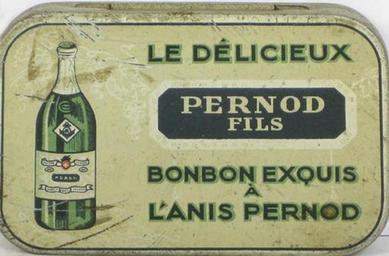 LE DÉLICIEUX
PERNOD
FILS
BONBON EXQUIS
À
L'ANIS PERNOD